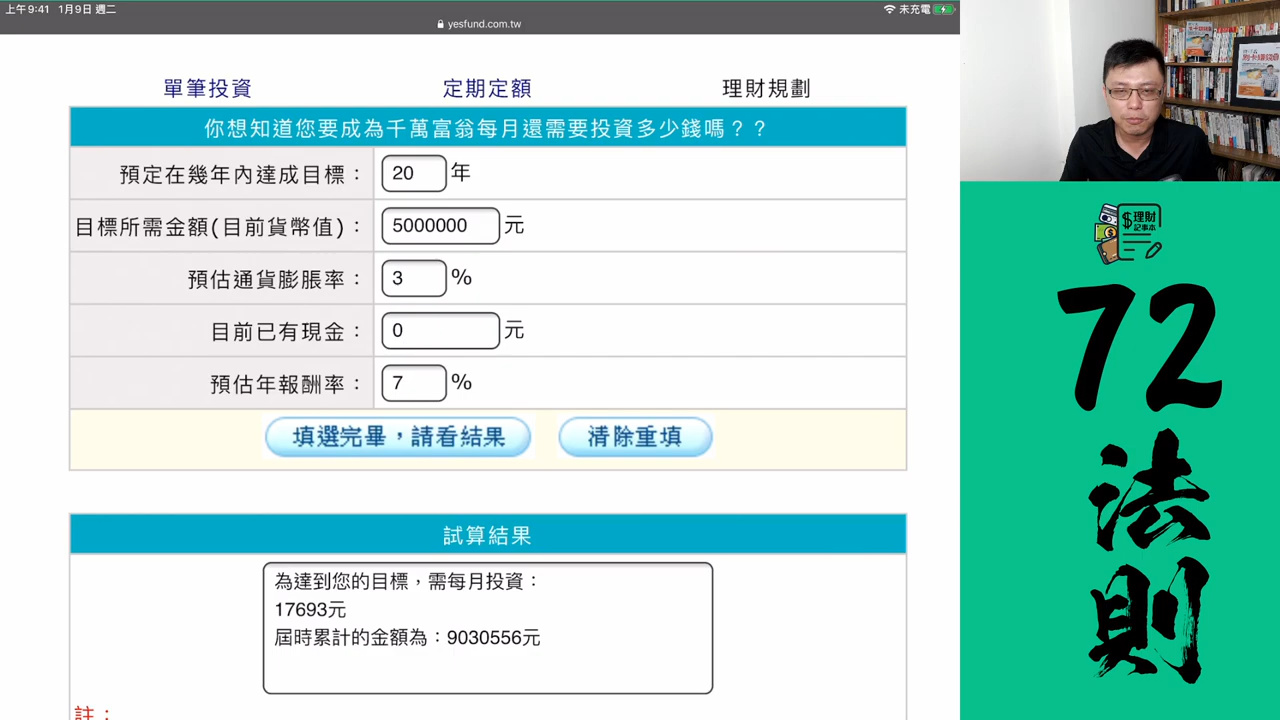 上午9:41 1月9日 週二
未充電
yesfund.com.tw
單筆投資 定期定額 理財規劃
你想知道您要成為千萬富翁每月還需要投資多少錢嗎？？
預定在幾年內達成目標： 20 年
目標所需金額(目前貨幣值)： 5000000 元
預估通貨膨脹率： 3 %
目前已有現金： 0 元
預估年報酬率： 7 %
填選完畢，請看結果 清除重填
試算結果
為達到您的目標，需每月投資：
17693元
屆時累計的金額為：9030556元
註：
$理財
記事本
72
法
則